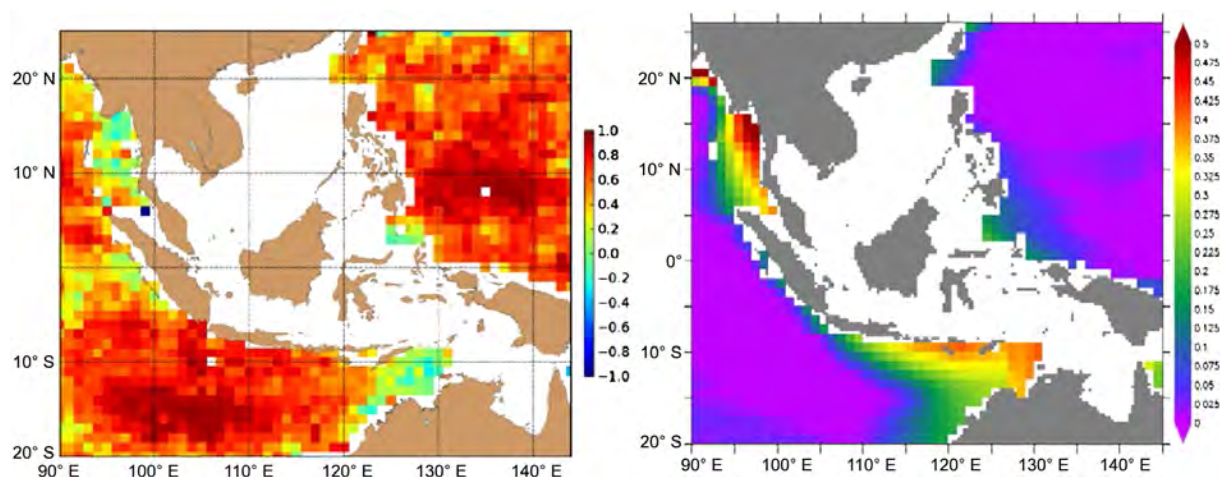 20° N
10° N
10° S
20° S
90° E
100° E
110° E
120° E
130° E
140° E
1.0
0.8
0.6
0.4
0.2
0.0
−0.2
−0.4
−0.6
−0.8
−1.0
20° N
10° N
0°
10° S
20° S
90° E
100° E
110° E
120° E
130° E
140° E
0.5
0.475
0.45
0.425
0.4
0.375
0.35
0.325
0.3
0.275
0.25
0.225
0.2
0.175
0.15
0.125
0.1
0.075
0.05
0.025
0